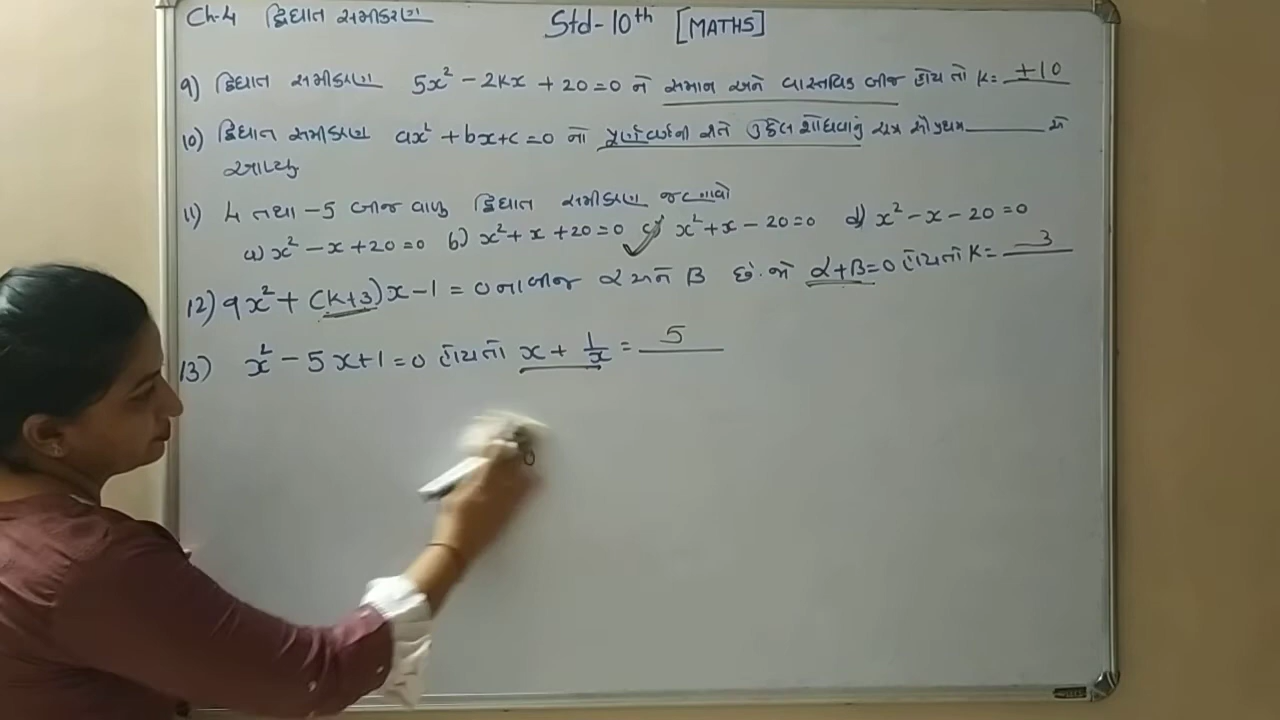 Ch-4 દ્વિઘાત સમીકરણ
Std-10th [MATHS]
9) દ્વિઘાત સમીકરણ 5x² - 2kx + 20 = 0 ને સમાન અને વાસ્તવિક બીજ હોય તો K = ±10
10) દ્વિઘાત સમીકરણ ax² + bx + c = 0 નો પૂર્ણવર્ગની રીતે ઉકેલ શોધવાનું સૂત્ર સૌ પ્રથમ ______ એ
આપ્યુ
11) 4 તથા -5 બીજ વાળુ દ્વિઘાત સમીકરણ જણાવો
a) x² - x + 20 = 0 b) x² + x + 20 = 0 c) x² + x - 20 = 0 d) x² - x - 20 = 0
12) 9x² + (k+3)x - 1 = 0 ના બીજ α અને β છે. જો α+β=0 હોય તો K = -3
13) x² - 5x + 1 = 0 હોય તો x + 1/x = 5